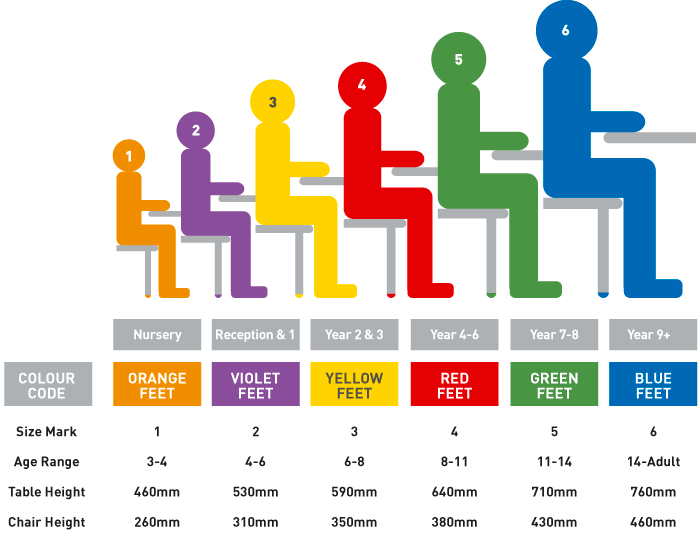 6
5
4
3
2
1
Nursery Reception & 1 Year 2 & 3 Year 4-6 Year 7-8 Year 9+
COLOUR CODE
ORANGE FEET
VIOLET FEET
YELLOW FEET
RED FEET
GREEN FEET
BLUE FEET
Size Mark 1 2 3 4 5 6
Age Range 3-4 4-6 6-8 8-11 11-14 14-Adult
Table Height 460mm 530mm 590mm 640mm 710mm 760mm
Chair Height 260mm 310mm 350mm 380mm 430mm 460mm